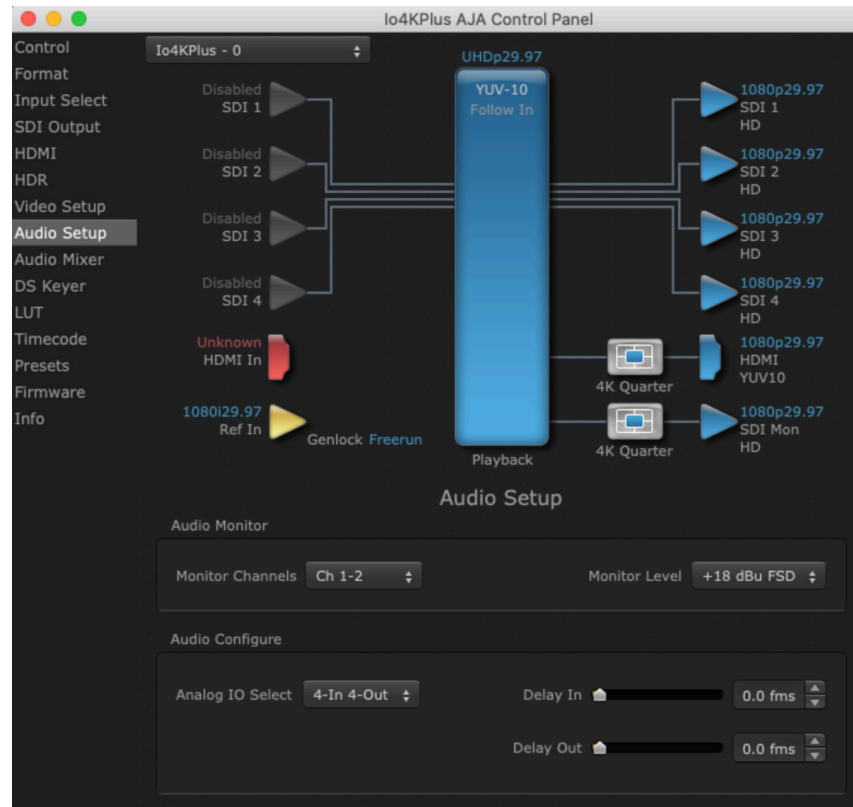 Io4KPlus AJA Control Panel
Control
Format
Input Select
SDI Output
HDMI
HDR
Video Setup
Audio Setup
Audio Mixer
DS Keyer
LUT
Timecode
Presets
Firmware
Info
Io4KPlus - 0
UHDp29.97
YUV-10
Follow In
Playback
Disabled
SDI 1
Disabled
SDI 2
Disabled
SDI 3
Disabled
SDI 4
Unknown
HDMI In
1080i29.97
Ref In
Genlock Freerun
1080p29.97
SDI 1
HD
1080p29.97
SDI 2
HD
1080p29.97
SDI 3
HD
1080p29.97
SDI 4
HD
4K Quarter
1080p29.97
HDMI
YUV10
4K Quarter
1080p29.97
SDI Mon
HD
Audio Setup
Audio Monitor
Monitor Channels Ch 1-2
Monitor Level +18 dBu FSD
Audio Configure
Analog IO Select 4-In 4-Out
Delay In 0.0 fms
Delay Out 0.0 fms